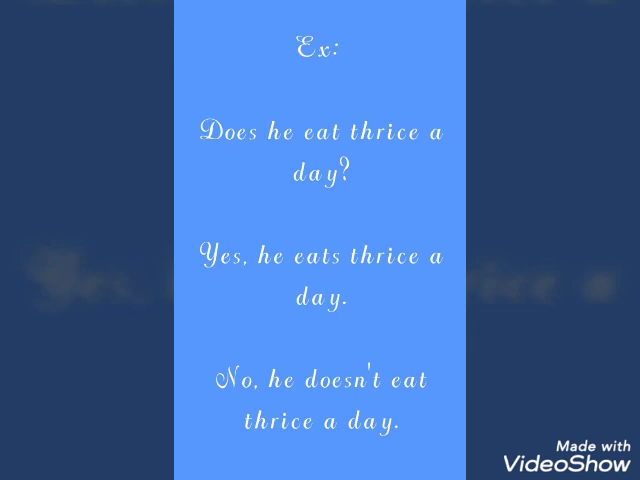 Ex:
Does he eat thrice a
day?
Yes, he eats thrice a
day.
No, he doesn't eat
thrice a day.
Made with
VideoShow